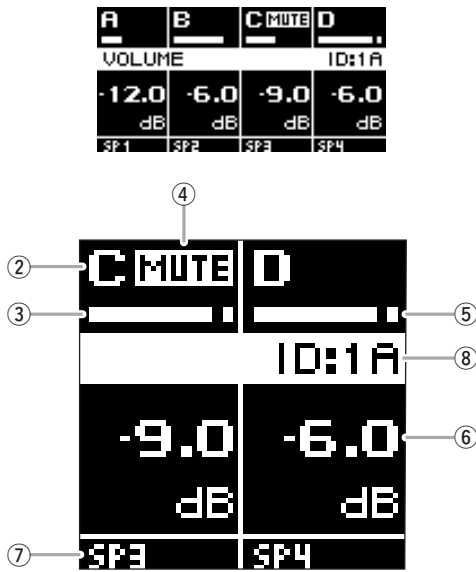 A B C MUTE D
VOLUME ID:1A
-12.0 -6.0 -9.0 -6.0
dB dB dB dB
SP1 SP2 SP3 SP4
④
② C MUTE D
③ ⑤
ID:1A ⑧
-9.0 -6.0 ⑥
dB dB
⑦ SP3 SP4